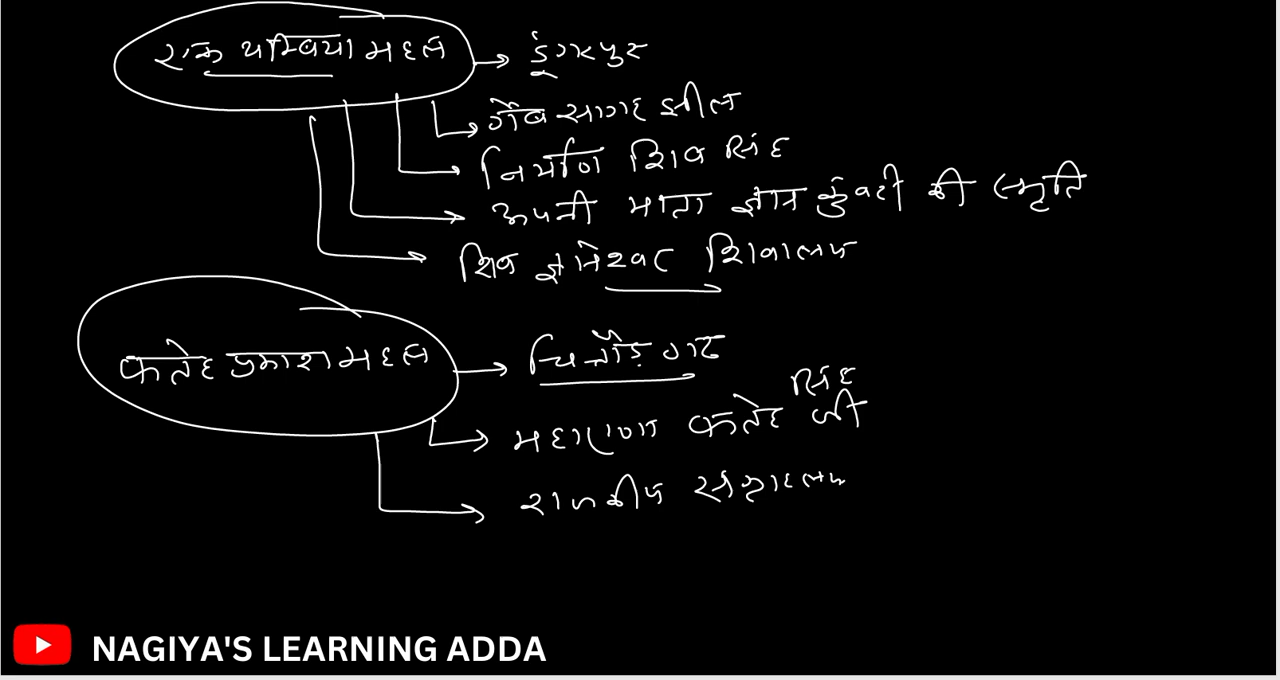 एक थम्बिया महल → डूंगरपुर
गैब सागर झील
निर्माण शिव सिंह
अपनी माता ज्ञान कुंवरी की स्मृति
शिव ज्ञानेश्वर शिवालय
फतेह प्रकाश महल → चित्तौड़गढ़
महाराणा फतेह सिंह जी
राजकीय संग्रहालय
NAGIYA'S LEARNING ADDA